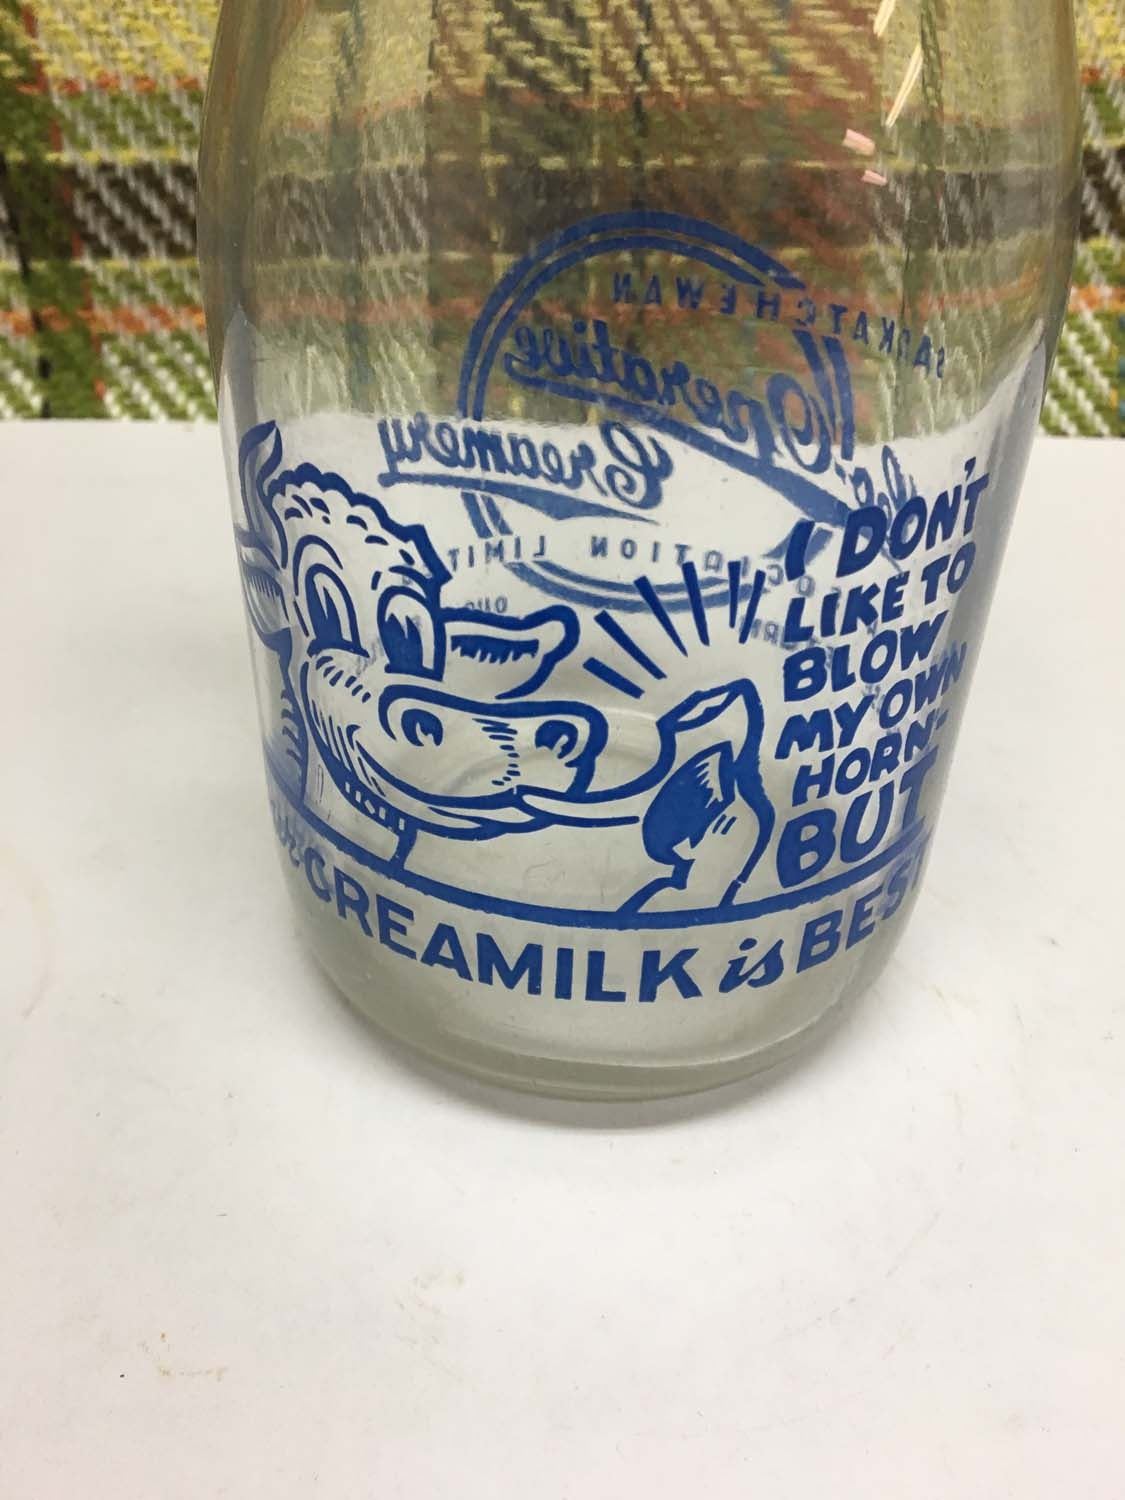 I DON'T
LIKE TO
BLOW
MY OWN
HORN-
BUT
CREAMILK is BEST
SASKATCHEWAN
Co-Operative
Creamery
ASSOCIATION LIMITED